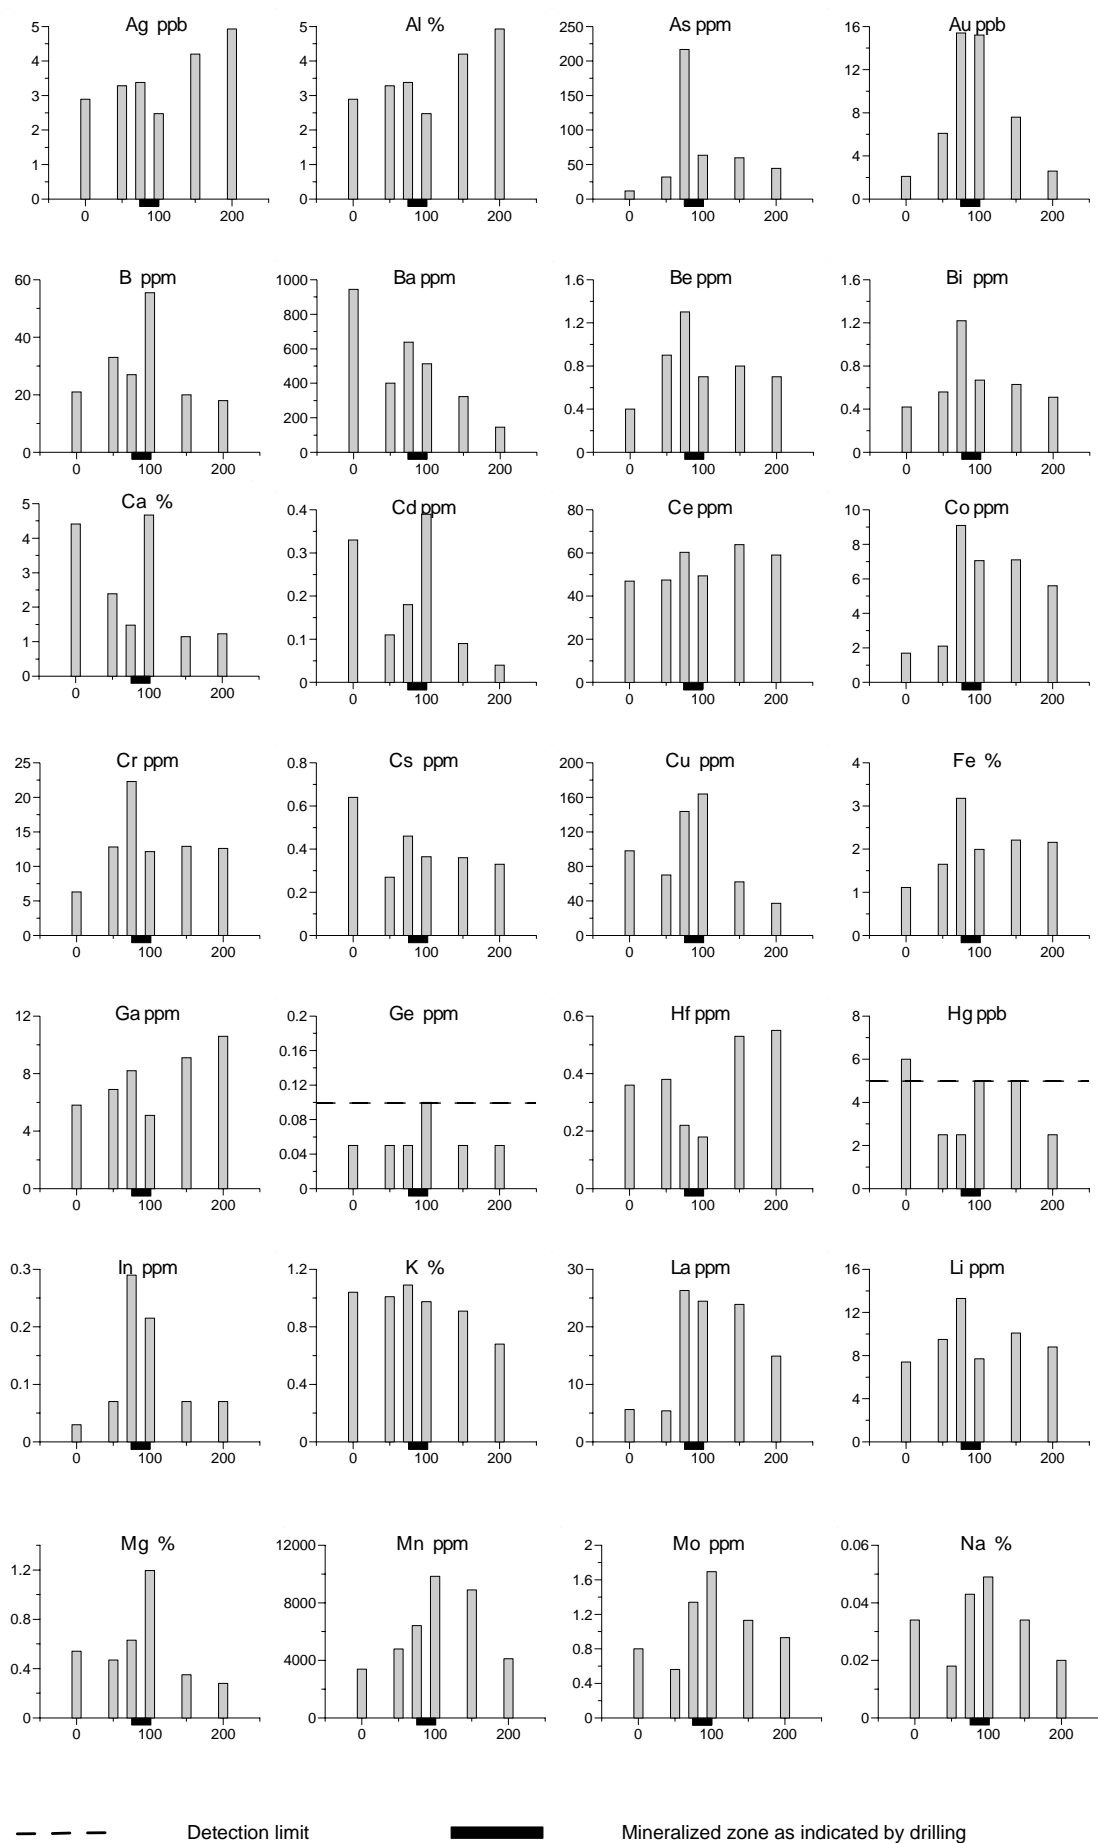 Ag ppb Al % As ppm Au ppb
5 5 250 16
4 4 200 12
3 3 150 8
2 2 100 4
1 1 50
0 0 0 0
0 100 200 0 100 200 0 100 200 0 100 200
B ppm Ba ppm Be ppm Bi ppm
60 1000 1.6 1.6
40 800 1.2 1.2
20 600 0.8 0.8
0 400 0.4 0.4
200 0 0
0
0 100 200 0 100 200 0 100 200 0 100 200
Ca % Cd ppm Ce ppm Co ppm
5 0.4 80 10
4 0.3 60 8
3 0.2 40 6
2 0.1 20 4
1 0 0 2
0 0
0 100 200 0 100 200 0 100 200 0 100 200
Cr ppm Cs ppm Cu ppm Fe %
25 0.8 200 4
20 0.6 160 3
15 0.4 120 2
10 0.2 80 1
5 0 40 0
0 0
0 100 200 0 100 200 0 100 200 0 100 200
Ga ppm Ge ppm Hf ppm Hg ppb
12 0.2 0.6 8
8 0.16 0.4 6
4 0.12 0.2 4
0 0.08 0 2
0.04 0
0
0 100 200 0 100 200 0 100 200 0 100 200
In ppm K % La ppm Li ppm
0.3 1.2 30 16
0.2 0.8 20 12
0.1 0.4 10 8
0 0 0 4
0
0 100 200 0 100 200 0 100 200 0 100 200
Mg % Mn ppm Mo ppm Na %
1.2 12000 2 0.06
0.8 8000 1.6 0.04
0.4 4000 1.2 0.02
0 0 0.8 0
0.4
0
0 100 200 0 100 200 0 100 200 0 100 200
Detection limit Mineralized zone as indicated by drilling